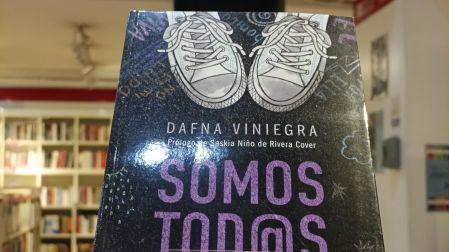 DAFNA VINIEGRA
Prólogo de Saskia Niño de Rivera Cover
SOMOS
TOD@S